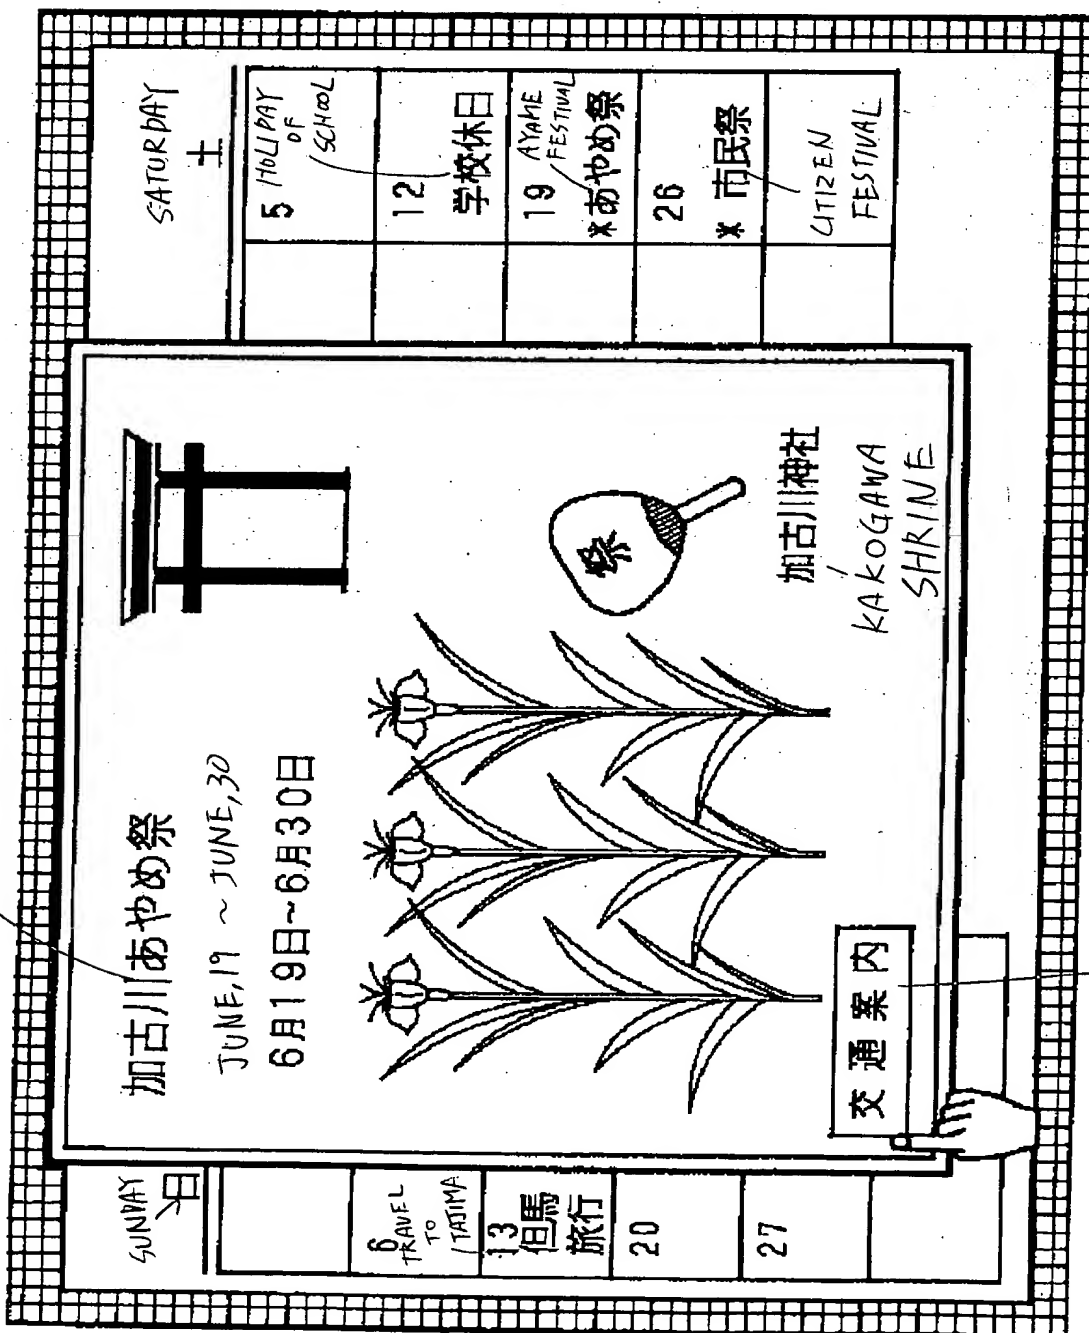 SUNDAY
日
6
TRAVEL
TO
TAJIMA
13
但馬
旅行
20
27
加古川あやめ祭
JUNE,19 ~ JUNE,30
6月19日~6月30日
祭
加古川神社
KAKOGAWA
SHRINE
交通案内
SATURDAY
土
5
HOLIDAY
OF
SCHOOL
12
学校休日
19
AYAME
FESTIVAL
*あやめ祭
26
* 市民祭
CITIZEN
FESTIVAL